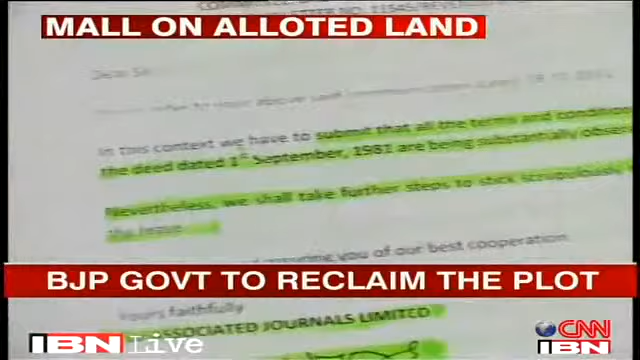 MALL ON ALLOTED LAND
Dear Sir
In this context we have to submit that all the terms and conditions
the deed dated 1st September, 1981 are being substantially
Nevertheless, we shall take further steps to stick scrupulously
the lease
you of our best cooperation
BJP GOVT TO RECLAIM THE PLOT
Yours faithfully
ASSOCIATED JOURNALS LIMITED
IBN Live
CNN
IBN